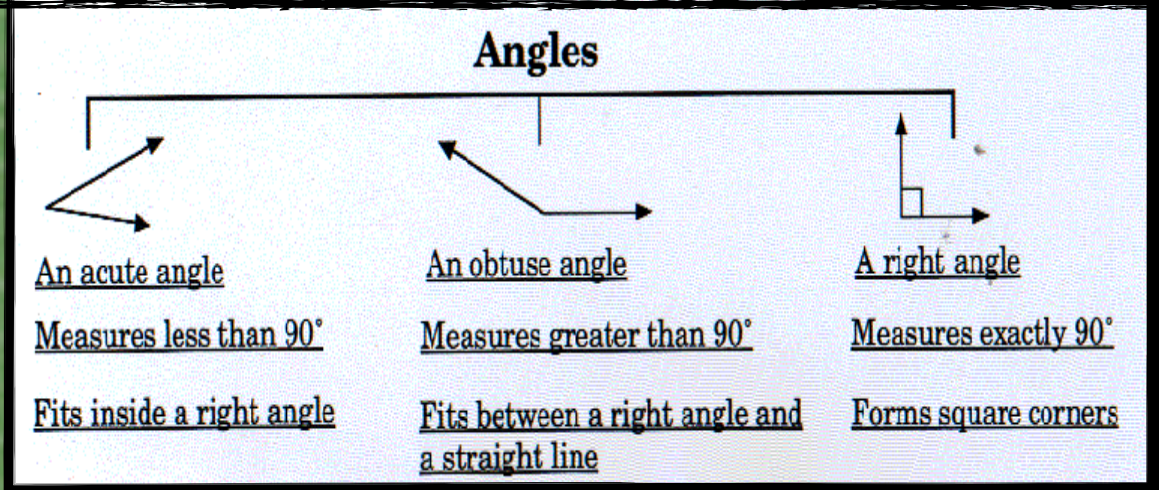 Angles
An acute angle
Measures less than 90°
Fits inside a right angle
An obtuse angle
Measures greater than 90°
Fits between a right angle and
a straight line
A right angle
Measures exactly 90°
Forms square corners